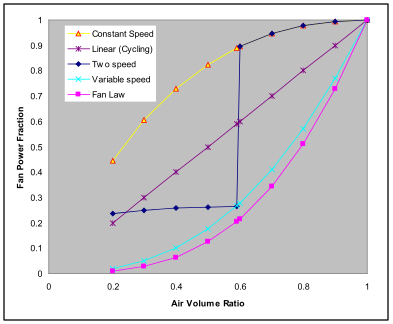 1
0.9
0.8
0.7
0.6
0.5
0.4
0.3
0.2
0.1
0
Fan Power Fraction
Constant Speed
Linear (Cycling)
Two speed
Variable speed
Fan Law
0 0.2 0.4 0.6 0.8 1
Air Volume Ratio